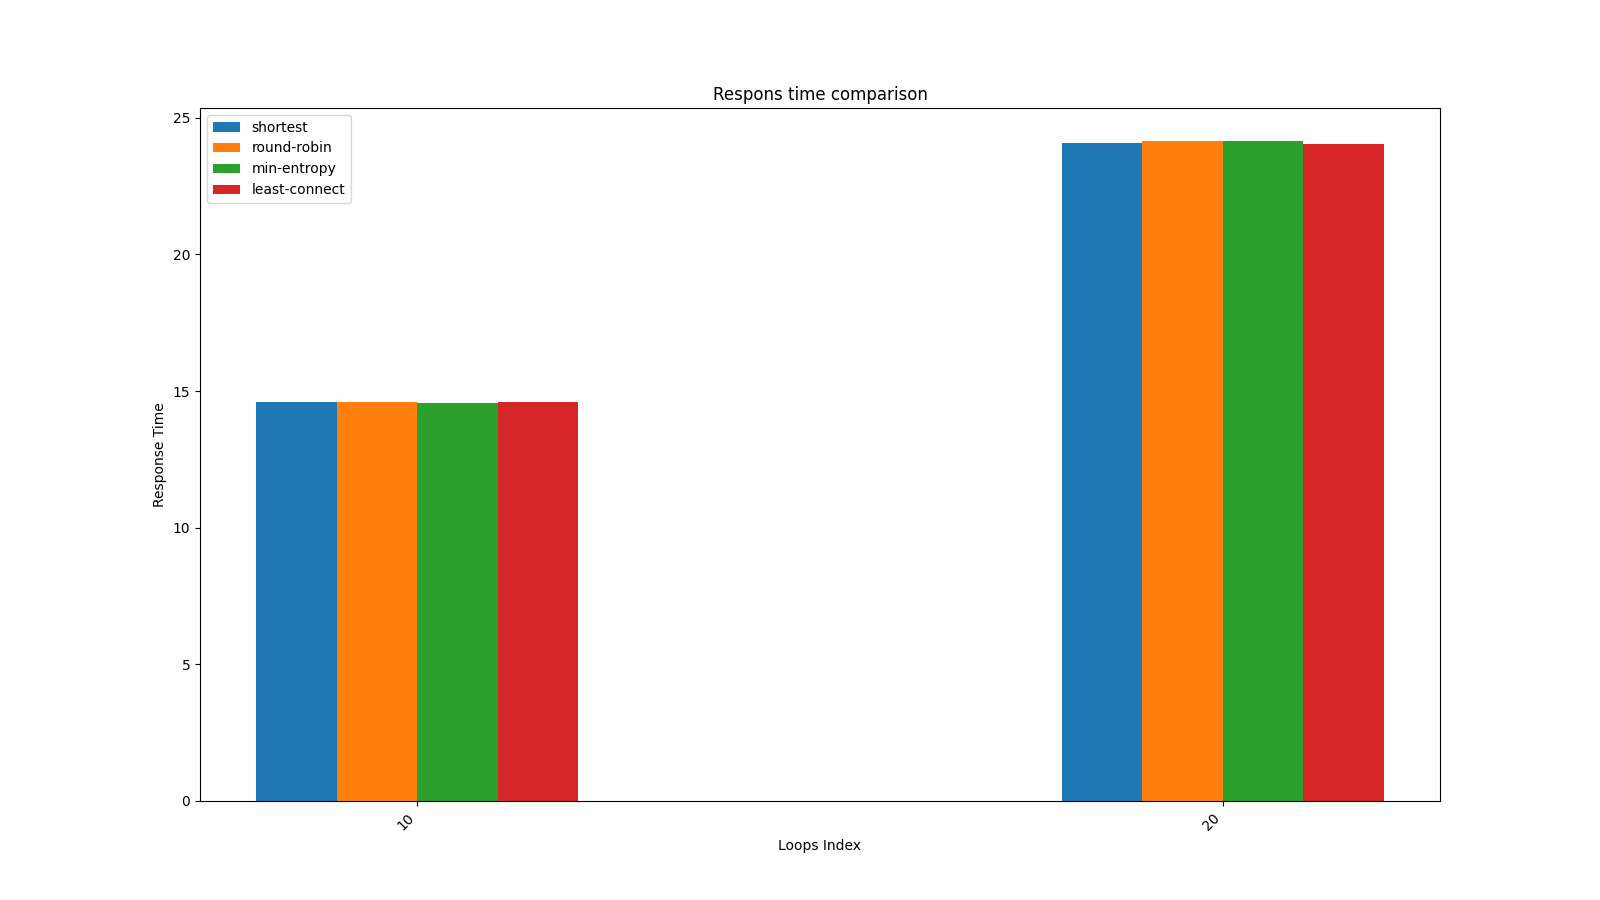 Respons time comparison
shortest
round-robin
min-entropy
least-connect
25
20
15
10
5
0
Response Time
10
20
Loops Index